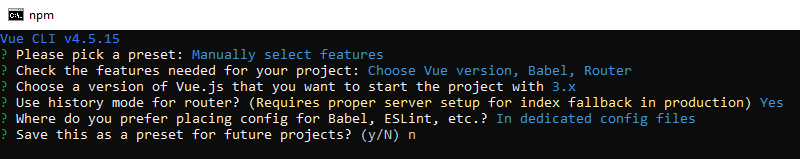 npm
Vue CLI v4.5.15
? Please pick a preset: Manually select features
? Check the features needed for your project: Choose Vue version, Babel, Router
? Choose a version of Vue.js that you want to start the project with 3.x
? Use history mode for router? (Requires proper server setup for index fallback in production) Yes
? Where do you prefer placing config for Babel, ESLint, etc.? In dedicated config files
? Save this as a preset for future projects? (y/N) n